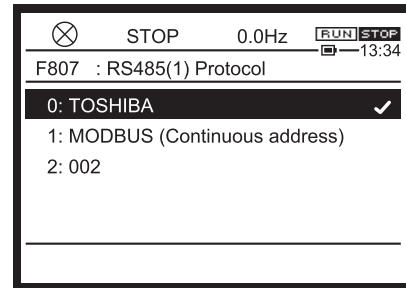 STOP 0.0Hz RUN STOP
13:34
F807 : RS485(1) Protocol
0: TOSHIBA
1: MODBUS (Continuous address)
2: 002